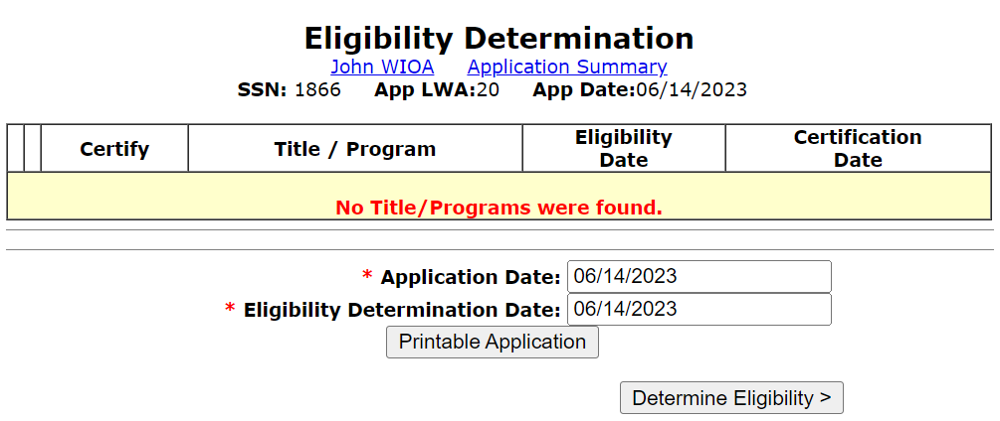 Eligibility Determination
John WIOA Application Summary
SSN: 1866 App LWA:20 App Date:06/14/2023
Certify Title / Program Eligibility Date Certification Date
No Title/Programs were found.
* Application Date: 06/14/2023
* Eligibility Determination Date: 06/14/2023
Printable Application
Determine Eligibility >